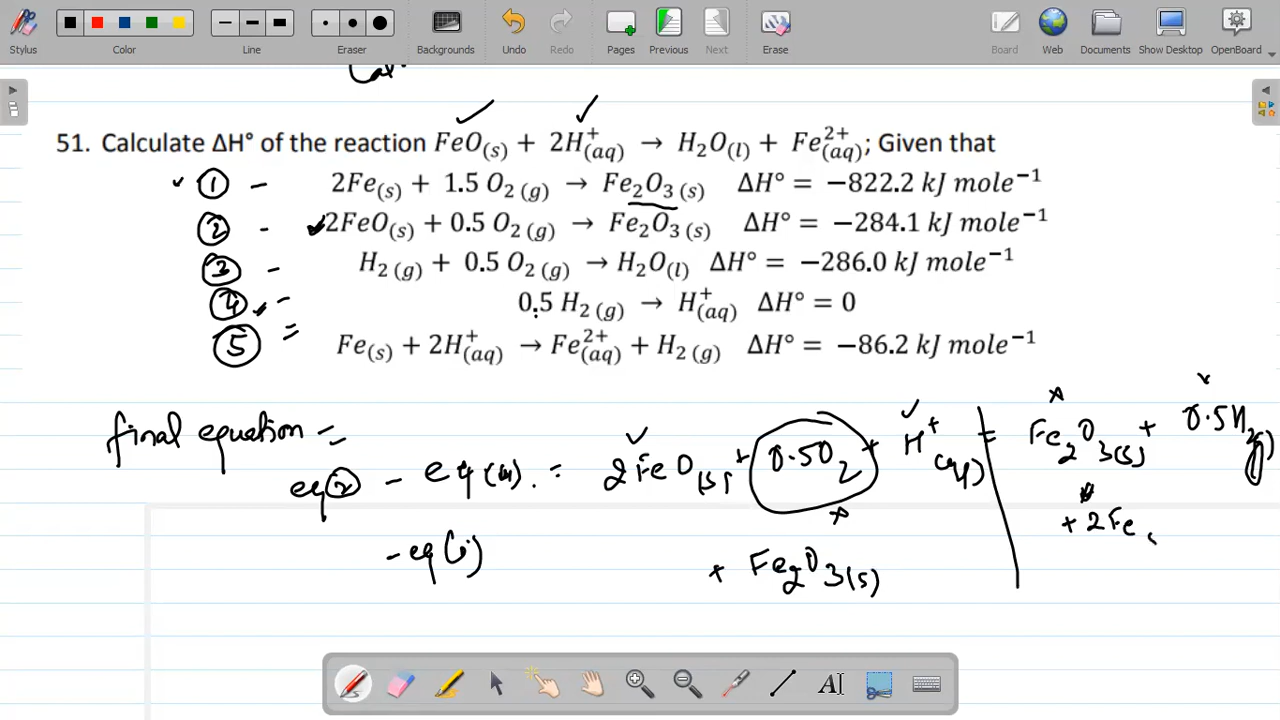 Stylus Color Line Eraser Backgrounds Undo Redo Pages Previous Next Erase Board Web Documents Show Desktop OpenBoard
51. Calculate ΔH° of the reaction FeO(s) + 2H⁺(aq) → H₂O(l) + Fe²⁺(aq); Given that
① - 2Fe(s) + 1.5 O₂ (g) → Fe₂O₃ (s) ΔH° = −822.2 kJ mole⁻¹
② - 2FeO(s) + 0.5 O₂ (g) → Fe₂O₃ (s) ΔH° = −284.1 kJ mole⁻¹
③ - H₂ (g) + 0.5 O₂ (g) → H₂O(l) ΔH° = −286.0 kJ mole⁻¹
④ - 0.5 H₂ (g) → H⁺(aq) ΔH° = 0
⑤ = Fe(s) + 2H⁺(aq) → Fe²⁺(aq) + H₂ (g) ΔH° = −86.2 kJ mole⁻¹
final equation =
eq② - eq(4). = 2FeO(s) + 0.5O₂ + H⁺(aq) = Fe₂O₃(s) + 0.5H₂(g)
- eq(i) + Fe₂O₃(s) + 2Fe